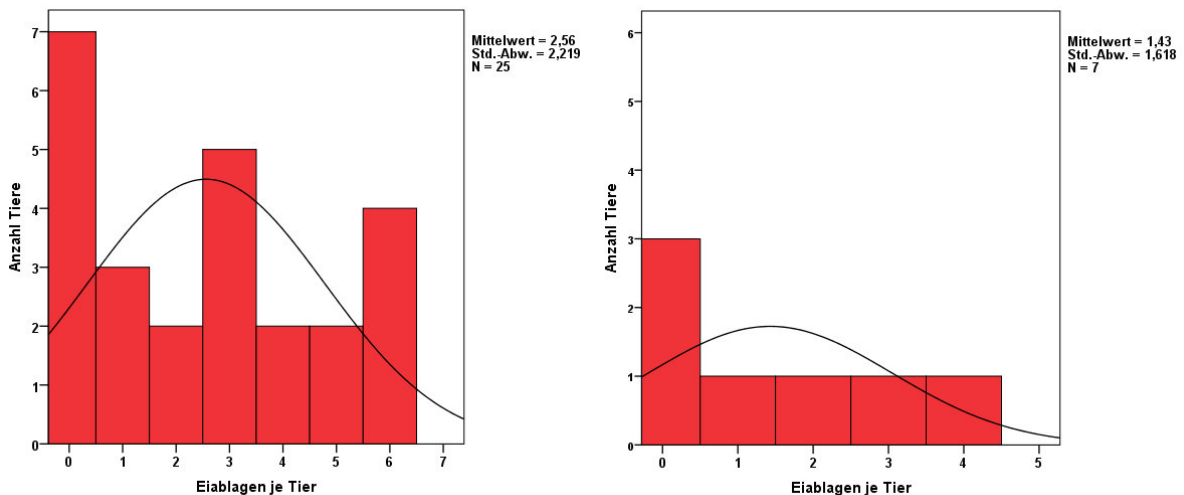 Anzahl Tiere
7
6
5
4
3
2
1
0
0 1 2 3 4 5 6 7
Eiablagen je Tier
Mittelwert = 2,56
Std.-Abw. = 2,219
N = 25
Anzahl Tiere
6
5
4
3
2
1
0
0 1 2 3 4 5
Eiablagen je Tier
Mittelwert = 1,43
Std.-Abw. = 1,618
N = 7